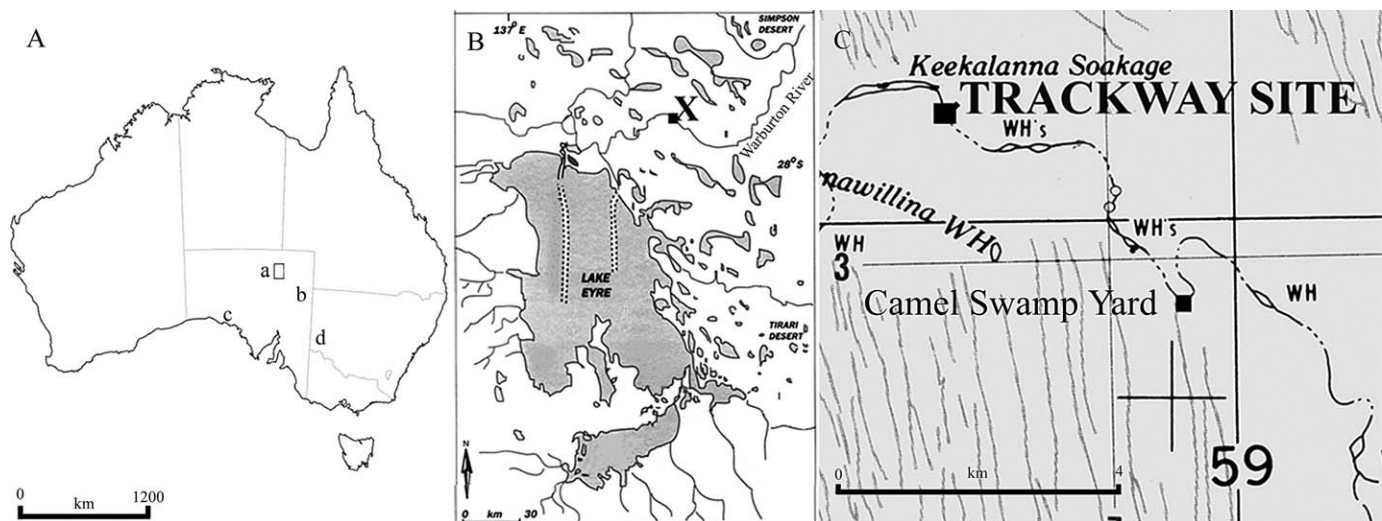 A
a
b
c
d
0 1200
km
B
137° E
SIMPSON
DESERT
X
Warburton River
28° S
LAKE
EYRE
TIRARI
DESERT
N
0 km 30
C
Keekalanna Soakage
TRACKWAY SITE
WH's
nawillina WH
WH's
WH
3
WH
Camel Swamp Yard
59
0 km 4